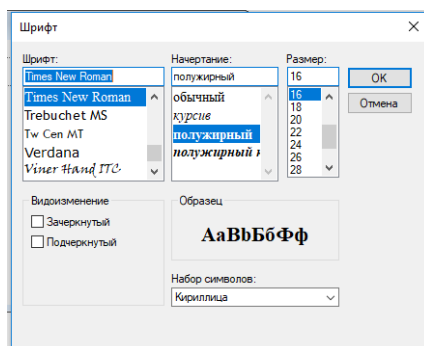 Шрифт
Шрифт: Начертание: Размер:
Times New Roman полужирный 16 OK
Times New Roman обычный 16 Отмена
Trebuchet MS курсив 18
Tw Cen MT полужирный 20
Verdana полужирный к 22
Viner Hand ITC 24
26
28
Видоизменение Образец
Зачеркнутый
Подчеркнутый
АаBbБбФф
Набор символов:
Кириллица